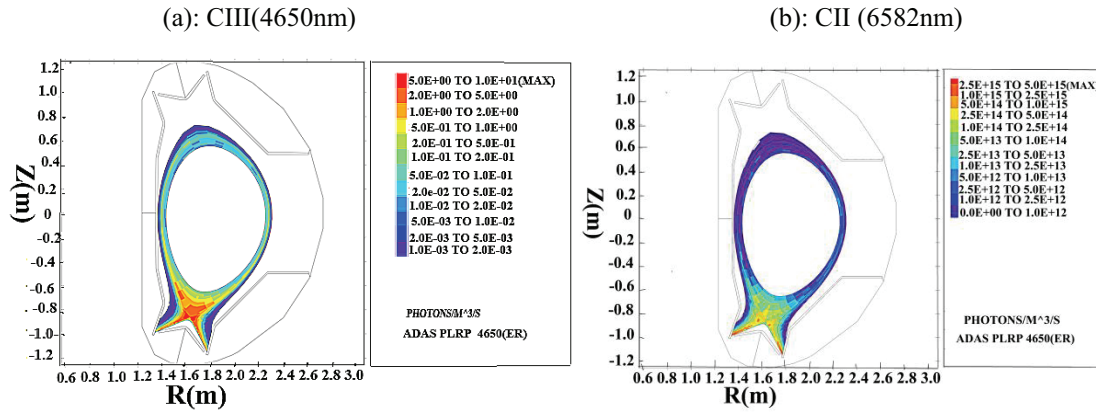 (a): CIII(4650nm)
(b): CII (6582nm)
1.2
1.0
0.8
0.6
0.4
0.2
0
-0.2
-0.4
-0.6
-0.8
-1.0
-1.2
Z(m)
0.6 0.8 1.0 1.2 1.4 1.6 1.8 2.0 2.2 2.4 2.6 2.8 3.0
R(m)
5.0E+00 TO 1.0E+01(MAX)
2.0E+00 TO 5.0E+00
1.0E+00 TO 2.0E+00
5.0E-01 TO 1.0E+00
2.0E-01 TO 5.0E-01
1.0E-01 TO 2.0E-01
5.0E-02 TO 1.0E-01
2.0e-02 TO 5.0E-02
1.0E-02 TO 2.0E-02
5.0E-03 TO 1.0E-02
2.0E-03 TO 5.0E-03
1.0E-03 TO 2.0E-03
PHOTONS/M^3/S
ADAS PLRP 4650(ER)
1.2
1.0
0.8
0.6
0.4
0.2
0
-0.2
-0.4
-0.6
-0.8
-1.0
-1.2
Z(m)
0.6 0.8 1.0 1.2 1.4 1.6 1.8 2.0 2.2 2.4 2.6 2.8 3.0
R(m)
2.5E+15 TO 5.0E+15(MAX)
1.0E+15 TO 2.5E+15
5.0E+14 TO 1.0E+15
2.5E+14 TO 5.0E+14
1.0E+14 TO 2.5E+14
5.0E+13 TO 1.0E+14
2.5E+13 TO 5.0E+13
1.0E+13 TO 2.5E+13
5.0E+12 TO 1.0E+13
2.5E+12 TO 5.0E+12
1.0E+12 TO 2.5E+12
0.0E+00 TO 1.0E+12
PHOTONS/M^3/S
ADAS PLRP 4650(ER)